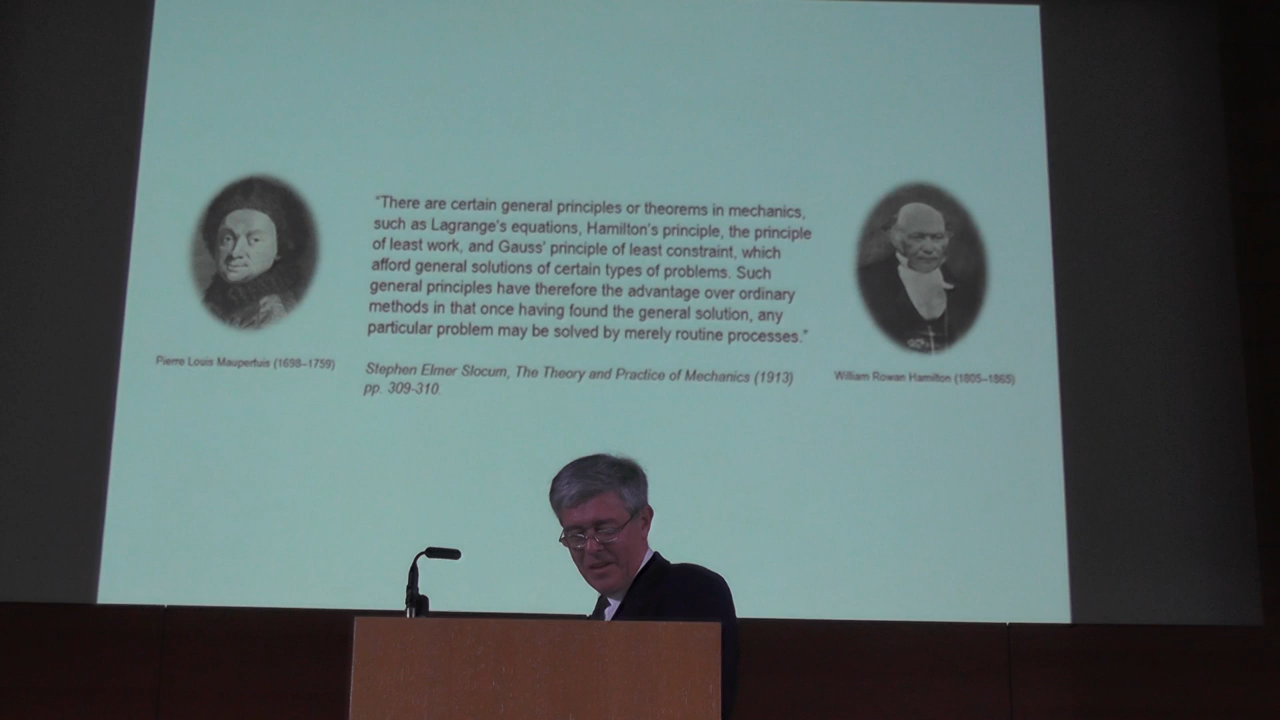 "There are certain general principles or theorems in mechanics,
such as Lagrange's equations, Hamilton's principle, the principle
of least work, and Gauss' principle of least constraint, which
afford general solutions of certain types of problems. Such
general principles have therefore the advantage over ordinary
methods in that once having found the general solution, any
particular problem may be solved by merely routine processes."
Stephen Elmer Slocum, The Theory and Practice of Mechanics (1913)
pp. 309-310.
Pierre Louis Maupertuis (1698–1759)
William Rowan Hamilton (1805–1865)